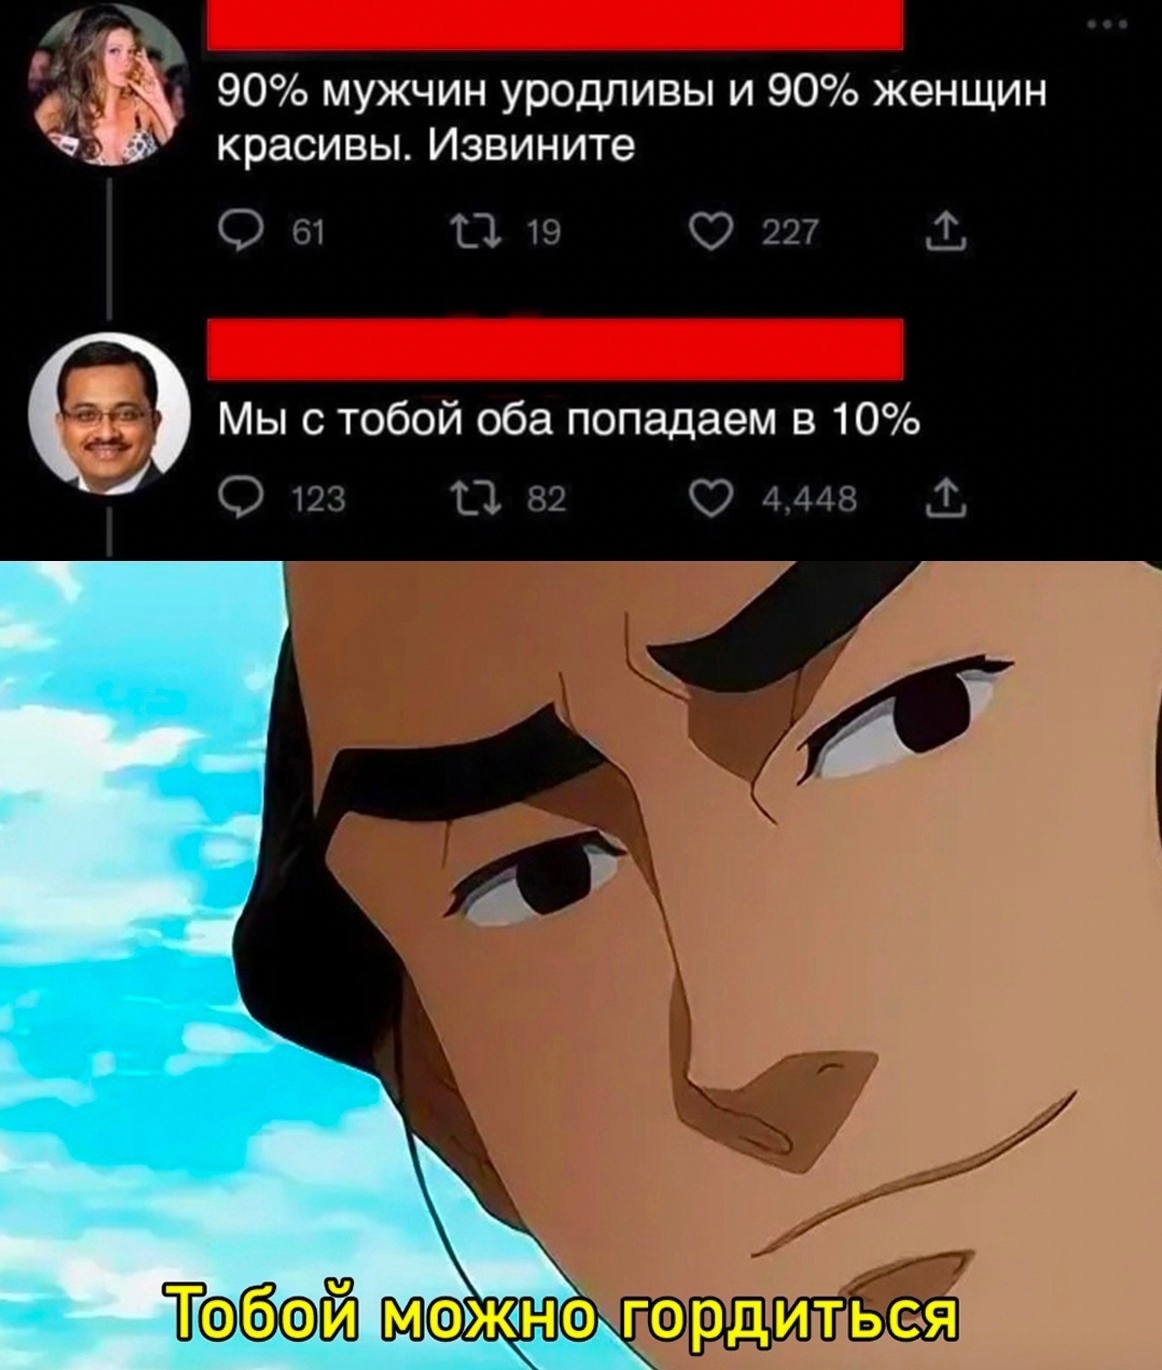 90% мужчин уродливы и 90% женщин
красивы. Извините
61 19 227
Мы с тобой оба попадаем в 10%
123 82 4,448
Тобой можно гордиться